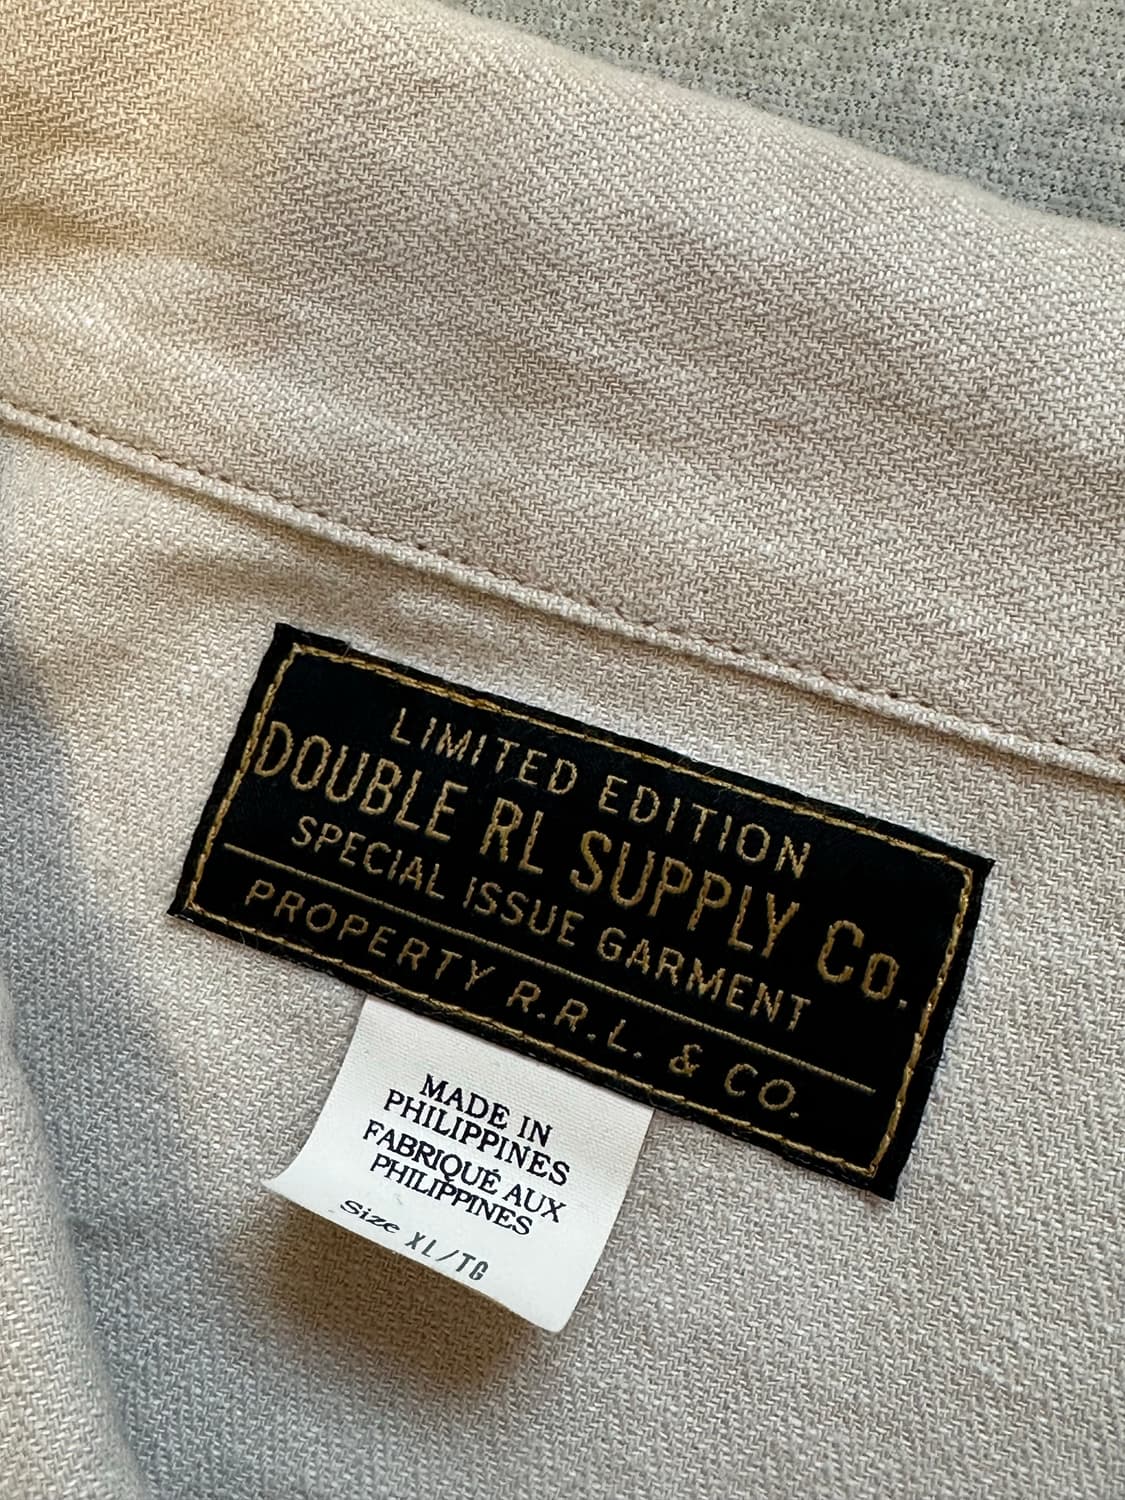 LIMITED EDITION
DOUBLE RL SUPPLY Co.
SPECIAL ISSUE GARMENT
PROPERTY R.R.L. & CO.
MADE IN
PHILIPPINES
FABRIQUÉ AUX
PHILIPPINES
Size XL/TG